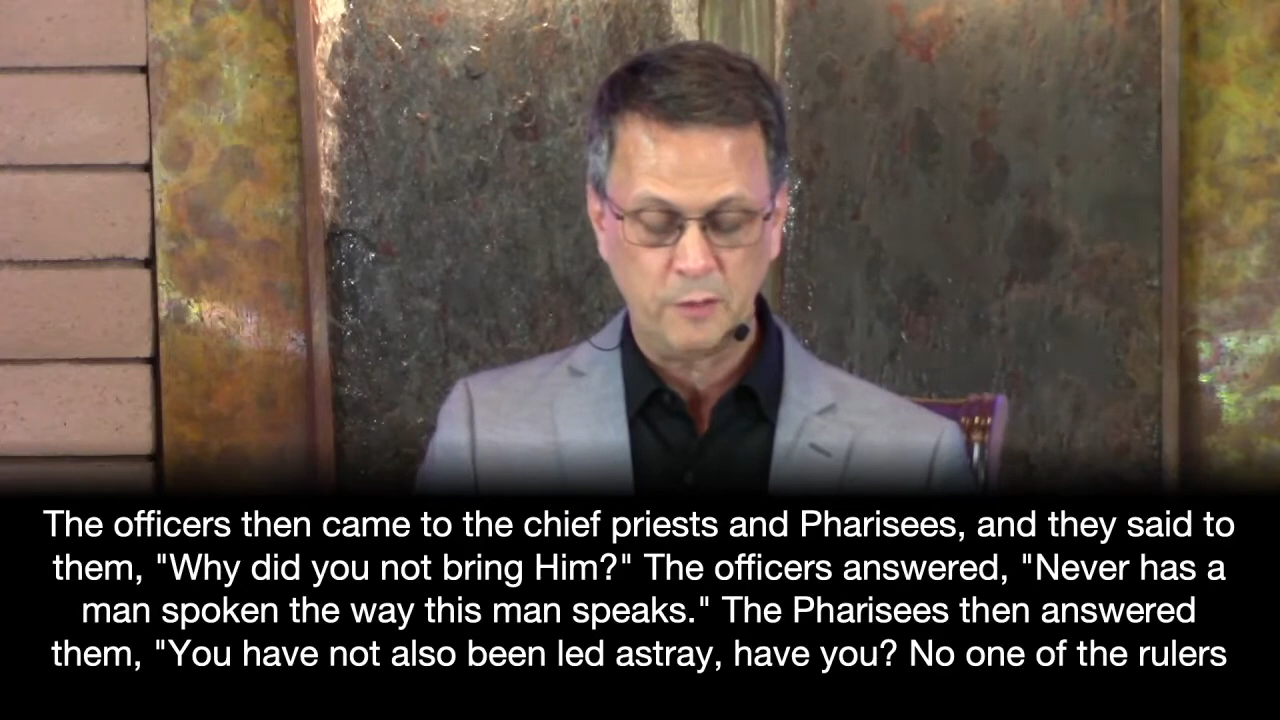 The officers then came to the chief priests and Pharisees, and they said to
them, "Why did you not bring Him?" The officers answered, "Never has a
man spoken the way this man speaks." The Pharisees then answered
them, "You have not also been led astray, have you? No one of the rulers